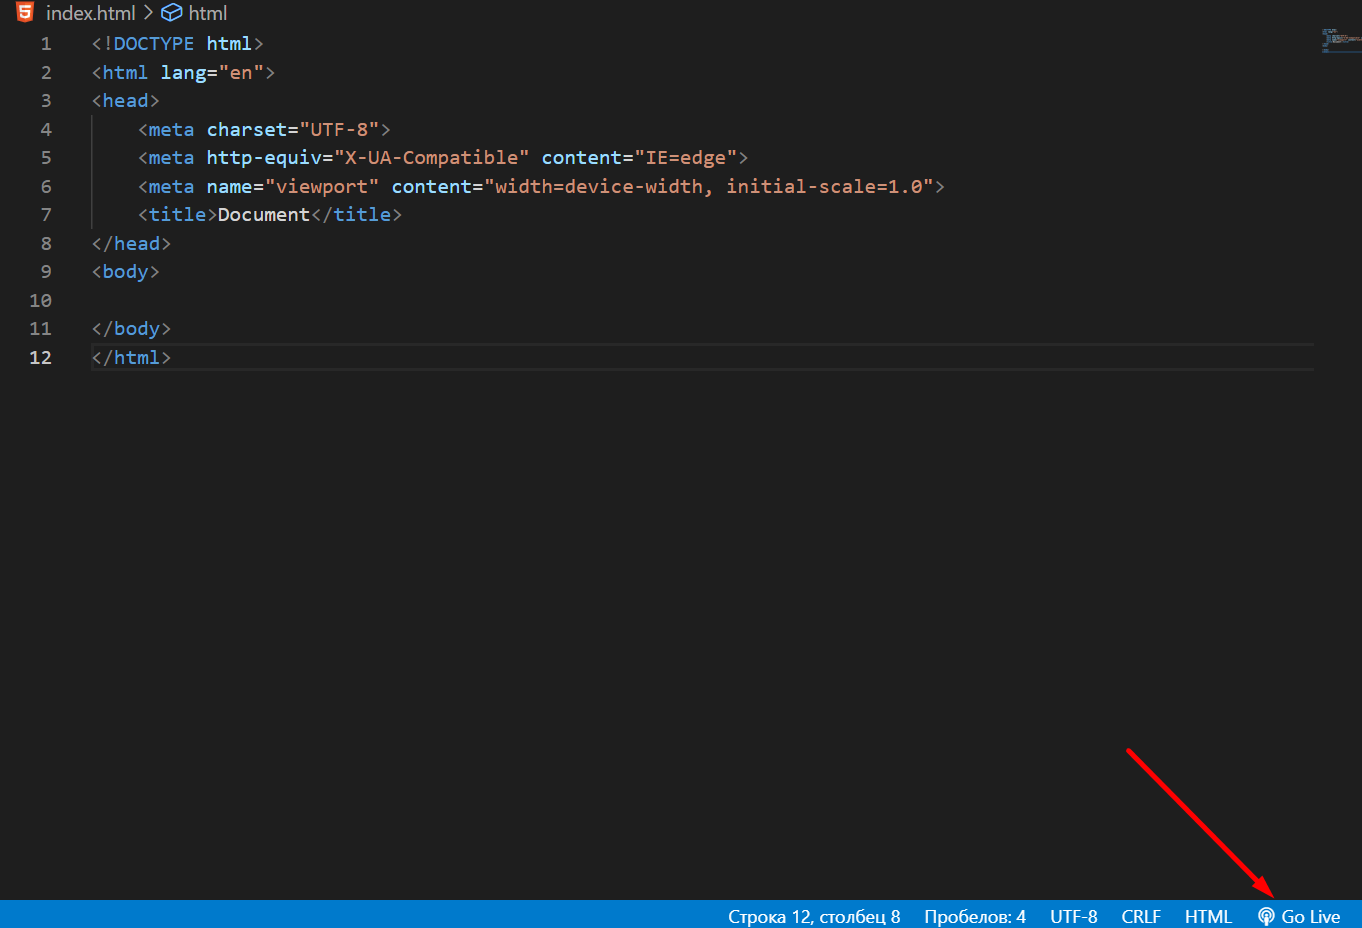 index.html > html
1 <!DOCTYPE html>
2 <html lang="en">
3 <head>
4     <meta charset="UTF-8">
5     <meta http-equiv="X-UA-Compatible" content="IE=edge">
6     <meta name="viewport" content="width=device-width, initial-scale=1.0">
7     <title>Document</title>
8 </head>
9 <body>
10
11 </body>
12 </html>
Строка 12, столбец 8 Пробелов: 4 UTF-8 CRLF HTML Go Live